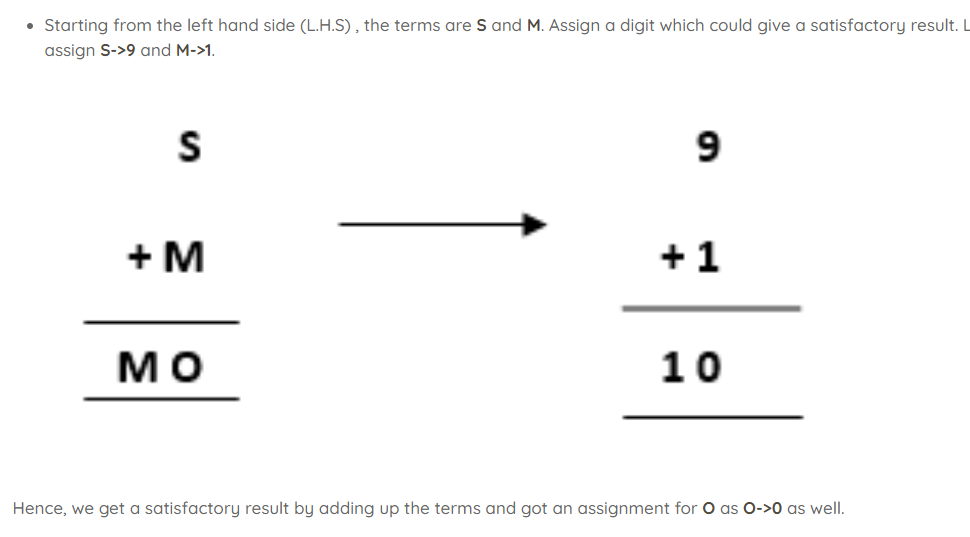 • Starting from the left hand side (L.H.S) , the terms are S and M. Assign a digit which could give a satisfactory result.
assign S->9 and M->1.
S
9
+ M
+ 1
M O
1 0
Hence, we get a satisfactory result by adding up the terms and got an assignment for O as O->0 as well.